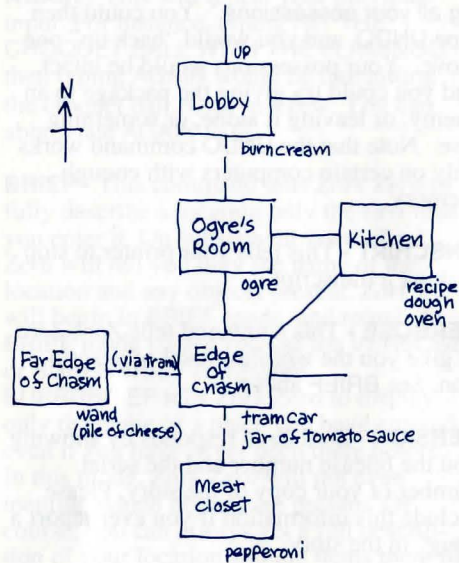 up
N
Lobby
burncream
Ogre's
Room
Kitchen
ogre
recipe
dough
oven
Far Edge
of Chasm
(via tram)
Edge
of
chasm
wand
(pile of cheese)
tramcar
jar of tomato sauce
Meat
closet
papperoni